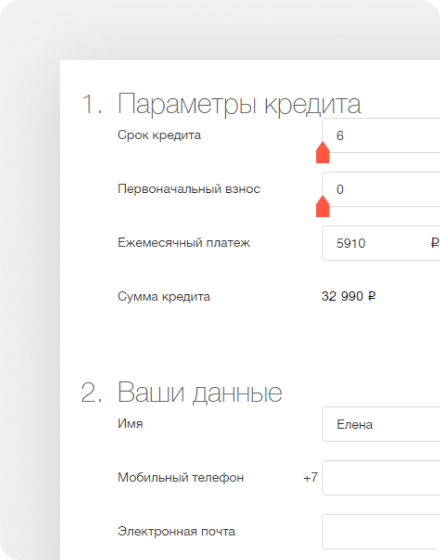 1. Параметры кредита
Срок кредита 6
Первоначальный взнос 0
Ежемесячный платеж 5910 ₽
Сумма кредита 32 990 ₽
2. Ваши данные
Имя Елена
Мобильный телефон +7
Электронная почта